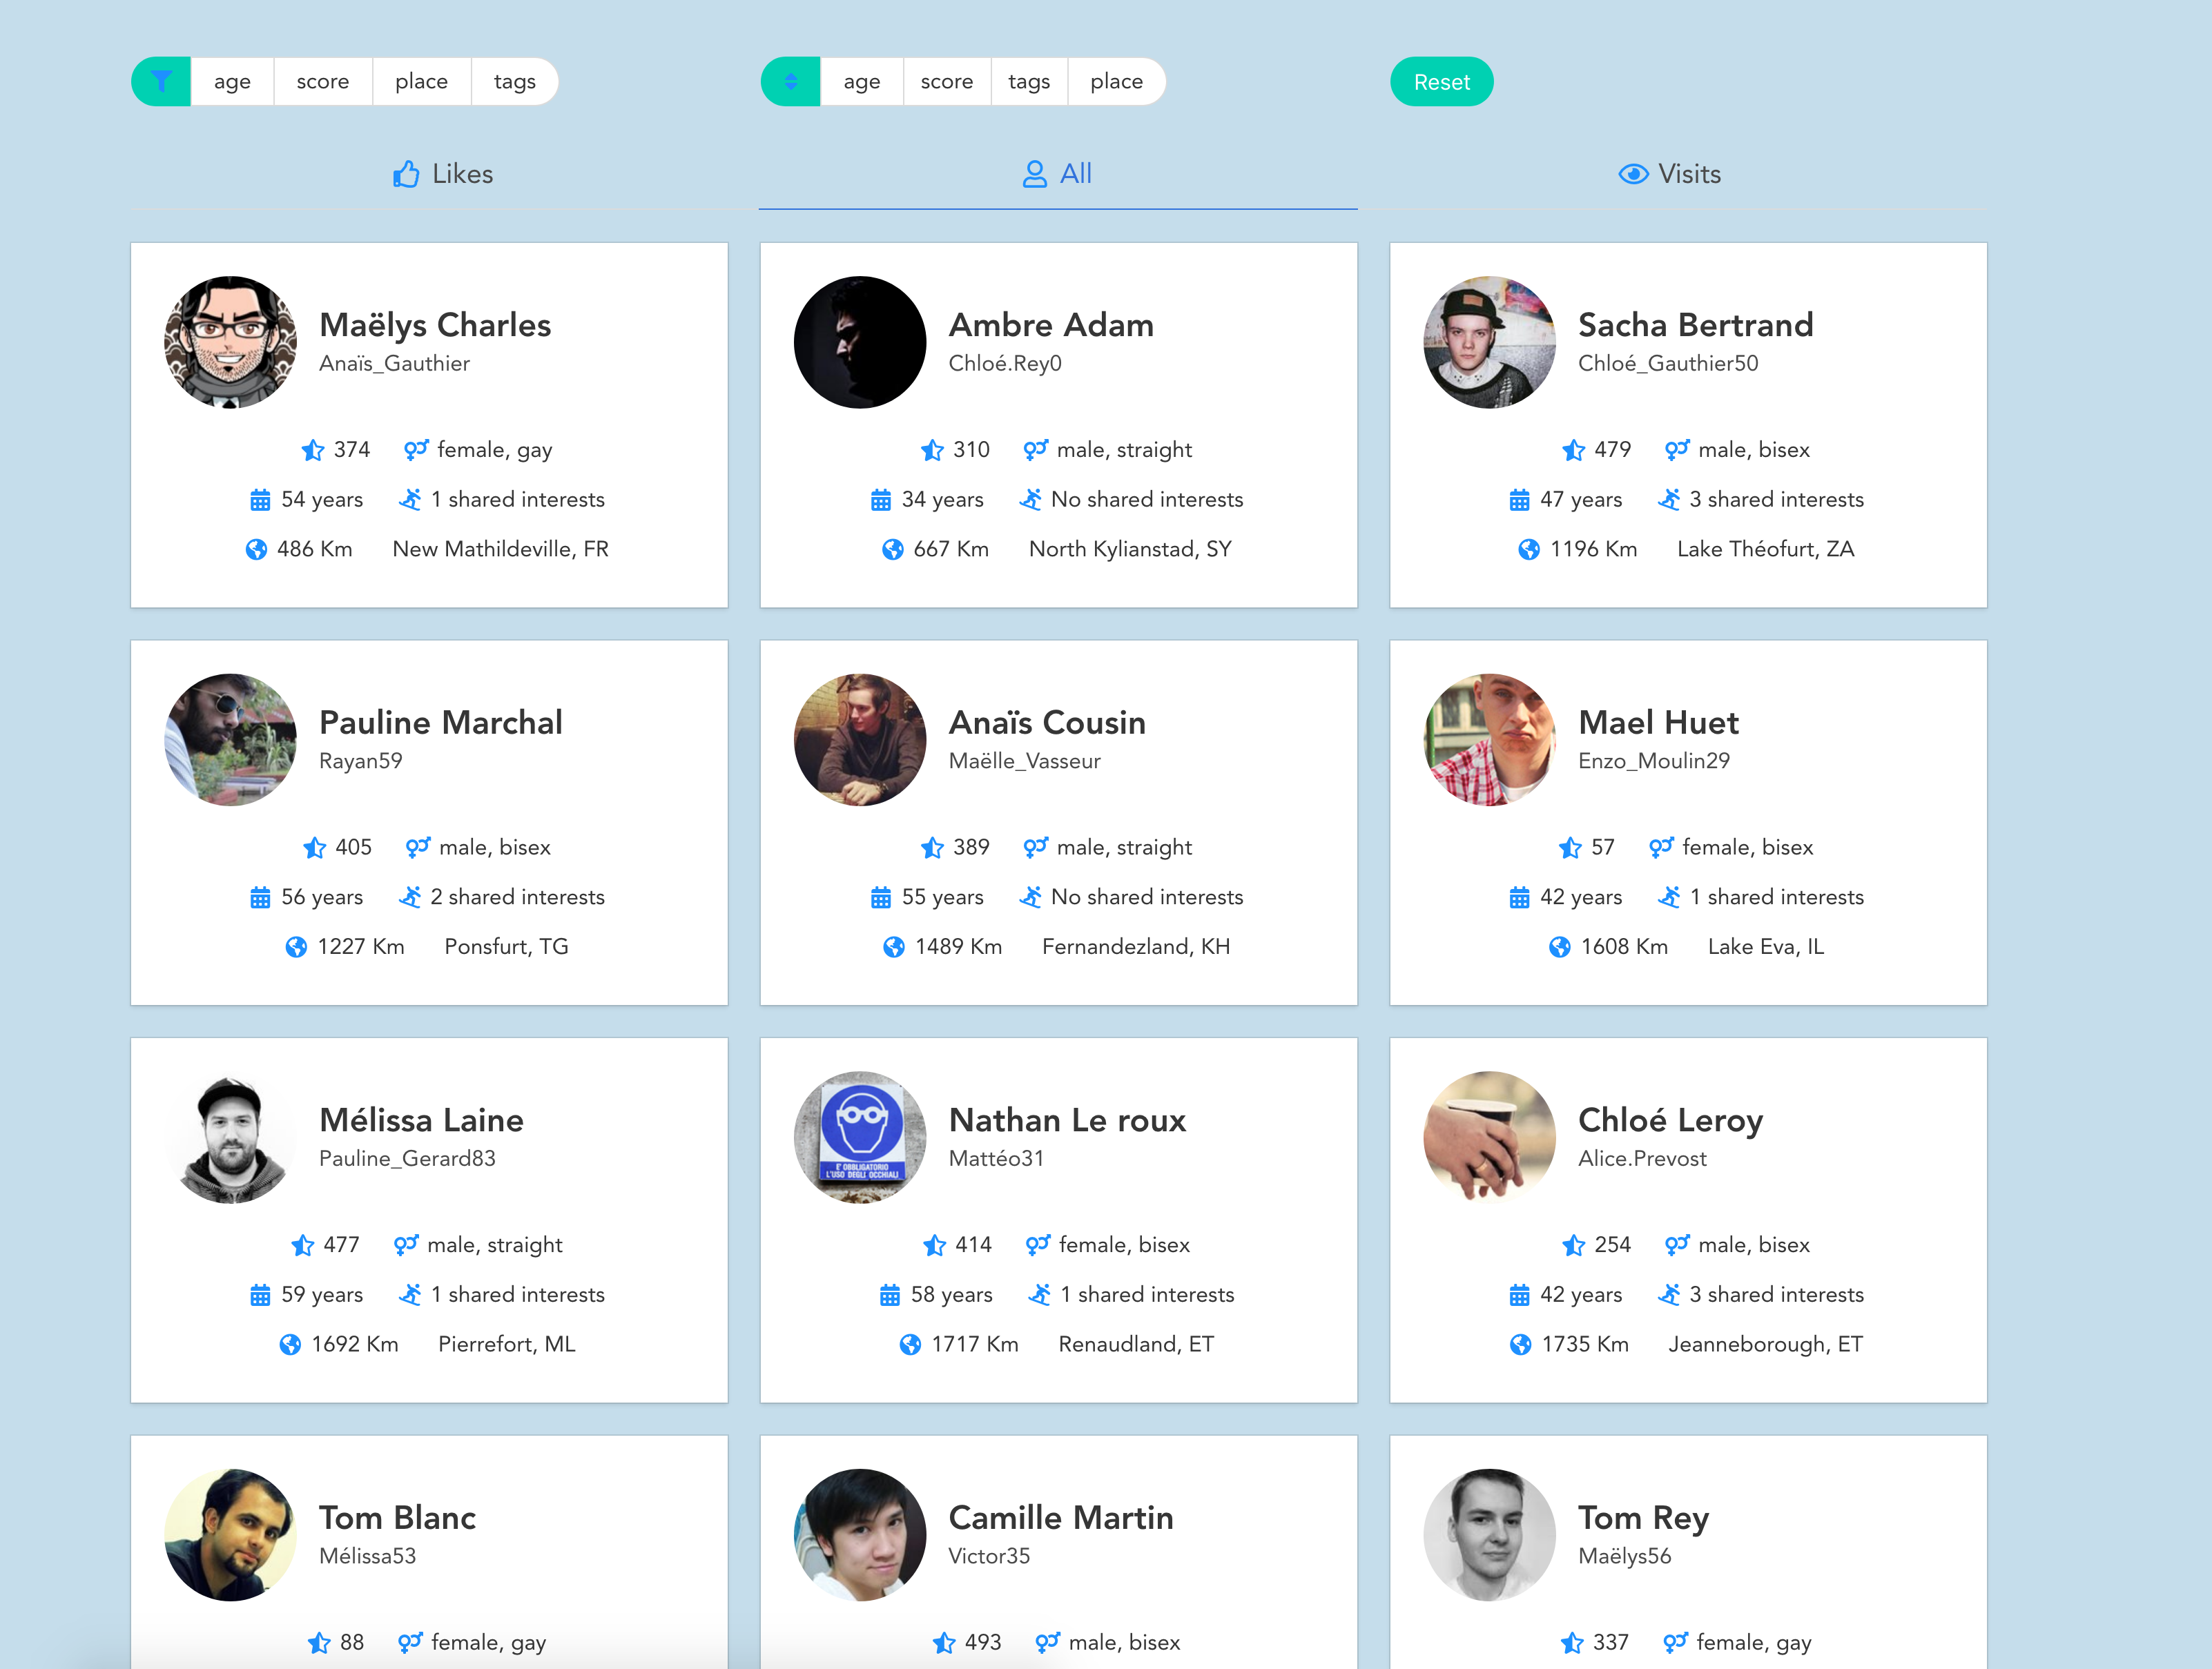 age score place tags
age score tags place
Reset
Likes
All
Visits
Maëlys Charles
Anaïs_Gauthier
374 female, gay
54 years 1 shared interests
486 Km New Mathildeville, FR
Ambre Adam
Chloé.Rey0
310 male, straight
34 years No shared interests
667 Km North Kylianstad, SY
Sacha Bertrand
Chloé_Gauthier50
479 male, bisex
47 years 3 shared interests
1196 Km Lake Théofurt, ZA
Pauline Marchal
Rayan59
405 male, bisex
56 years 2 shared interests
1227 Km Ponsfurt, TG
Anaïs Cousin
Maëlle_Vasseur
389 male, straight
55 years No shared interests
1489 Km Fernandezland, KH
Mael Huet
Enzo_Moulin29
57 female, bisex
42 years 1 shared interests
1608 Km Lake Eva, IL
Mélissa Laine
Pauline_Gerard83
477 male, straight
59 years 1 shared interests
1692 Km Pierrefort, ML
E' OBBLIGATORIO
L'USO DEGLI OCCHIALI
Nathan Le roux
Mattéo31
414 female, bisex
58 years 1 shared interests
1717 Km Renaudland, ET
Chloé Leroy
Alice.Prevost
254 male, bisex
42 years 3 shared interests
1735 Km Jeanneborough, ET
Tom Blanc
Mélissa53
88 female, gay
Camille Martin
Victor35
493 male, bisex
Tom Rey
Maëlys56
337 female, gay